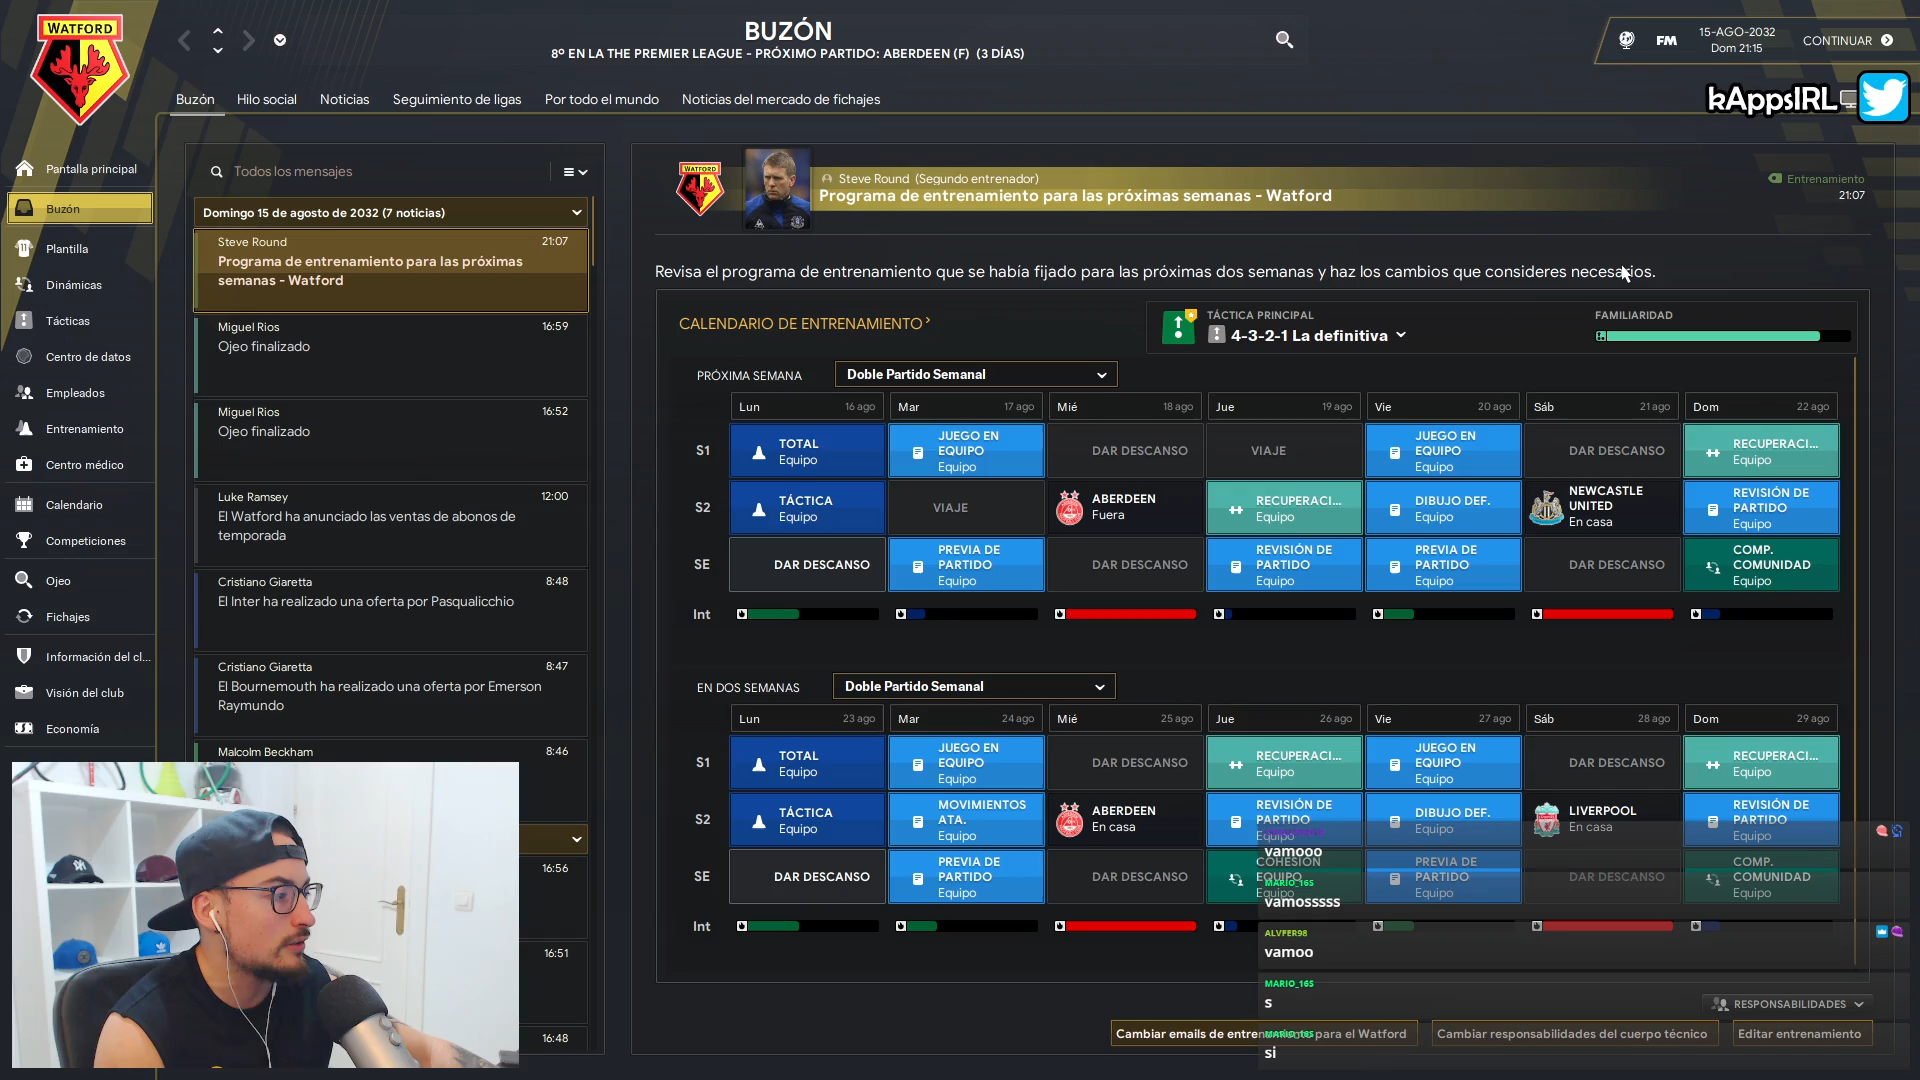 WATFORD
BUZÓN
8º EN LA THE PREMIER LEAGUE - PRÓXIMO PARTIDO: ABERDEEN (F) (3 DÍAS)
FM
15-AGO-2032
Dom 21:15
CONTINUAR
kAppsIRL
Buzón
Hilo social
Noticias
Seguimiento de ligas
Por todo el mundo
Noticias del mercado de fichajes
Pantalla principal
Buzón
Plantilla
Dinámicas
Tácticas
Centro de datos
Empleados
Entrenamiento
Centro médico
Calendario
Competiciones
Ojeo
Fichajes
Información del cl...
Visión del club
Economía
Todos los mensajes
Domingo 15 de agosto de 2032 (7 noticias)
Steve Round
21:07
Programa de entrenamiento para las próximas
semanas - Watford
Miguel Rios
16:59
Ojeo finalizado
Miguel Rios
16:52
Ojeo finalizado
Luke Ramsey
12:00
El Watford ha anunciado las ventas de abonos de
temporada
Cristiano Giaretta
8:48
El Inter ha realizado una oferta por Pasqualicchio
Cristiano Giaretta
8:47
El Bournemouth ha realizado una oferta por Emerson
Raymundo
Malcolm Beckham
8:46
16:56
16:51
16:48
WATFORD
Steve Round (Segundo entrenador)
Programa de entrenamiento para las próximas semanas - Watford
Entrenamiento
21:07
Revisa el programa de entrenamiento que se había fijado para las próximas dos semanas y haz los cambios que consideres necesarios.
CALENDARIO DE ENTRENAMIENTO
TÁCTICA PRINCIPAL
4-3-2-1 La definitiva
FAMILIARIDAD
PRÓXIMA SEMANA
Doble Partido Semanal
Lun 16 ago
Mar 17 ago
Mié 18 ago
Jue 19 ago
Vie 20 ago
Sáb 21 ago
Dom 22 ago
S1
TOTAL
Equipo
JUEGO EN
EQUIPO
Equipo
DAR DESCANSO
VIAJE
JUEGO EN
EQUIPO
Equipo
DAR DESCANSO
RECUPERACI...
Equipo
S2
TÁCTICA
Equipo
VIAJE
ABERDEEN
Fuera
RECUPERACI...
Equipo
DIBUJO DEF.
Equipo
NEWCASTLE
UNITED
En casa
REVISIÓN DE
PARTIDO
Equipo
SE
DAR DESCANSO
PREVIA DE
PARTIDO
Equipo
DAR DESCANSO
REVISIÓN DE
PARTIDO
Equipo
PREVIA DE
PARTIDO
Equipo
DAR DESCANSO
COMP.
COMUNIDAD
Equipo
Int
EN DOS SEMANAS
Doble Partido Semanal
Lun 23 ago
Mar 24 ago
Mié 25 ago
Jue 26 ago
Vie 27 ago
Sáb 28 ago
Dom 29 ago
S1
TOTAL
Equipo
JUEGO EN
EQUIPO
Equipo
DAR DESCANSO
RECUPERACI...
Equipo
JUEGO EN
EQUIPO
Equipo
DAR DESCANSO
RECUPERACI...
Equipo
S2
TÁCTICA
Equipo
MOVIMIENTOS
ATA.
Equipo
ABERDEEN
En casa
REVISIÓN DE
PARTIDO
Equipo
DIBUJO DEF.
Equipo
LIVERPOOL
En casa
REVISIÓN DE
PARTIDO
Equipo
SE
DAR DESCANSO
PREVIA DE
PARTIDO
Equipo
DAR DESCANSO
COHESIÓN
EQUIPO
Equipo
PREVIA DE
PARTIDO
Equipo
DAR DESCANSO
COMP.
COMUNIDAD
Equipo
Int
vamooo
MARIO_16S
vamosssss
ALVFER98
vamoo
MARIO_16S
s
MARIO_16S
si
RESPONSABILIDADES
Cambiar emails de entrenamiento para el Watford
Cambiar responsabilidades del cuerpo técnico
Editar entrenamiento